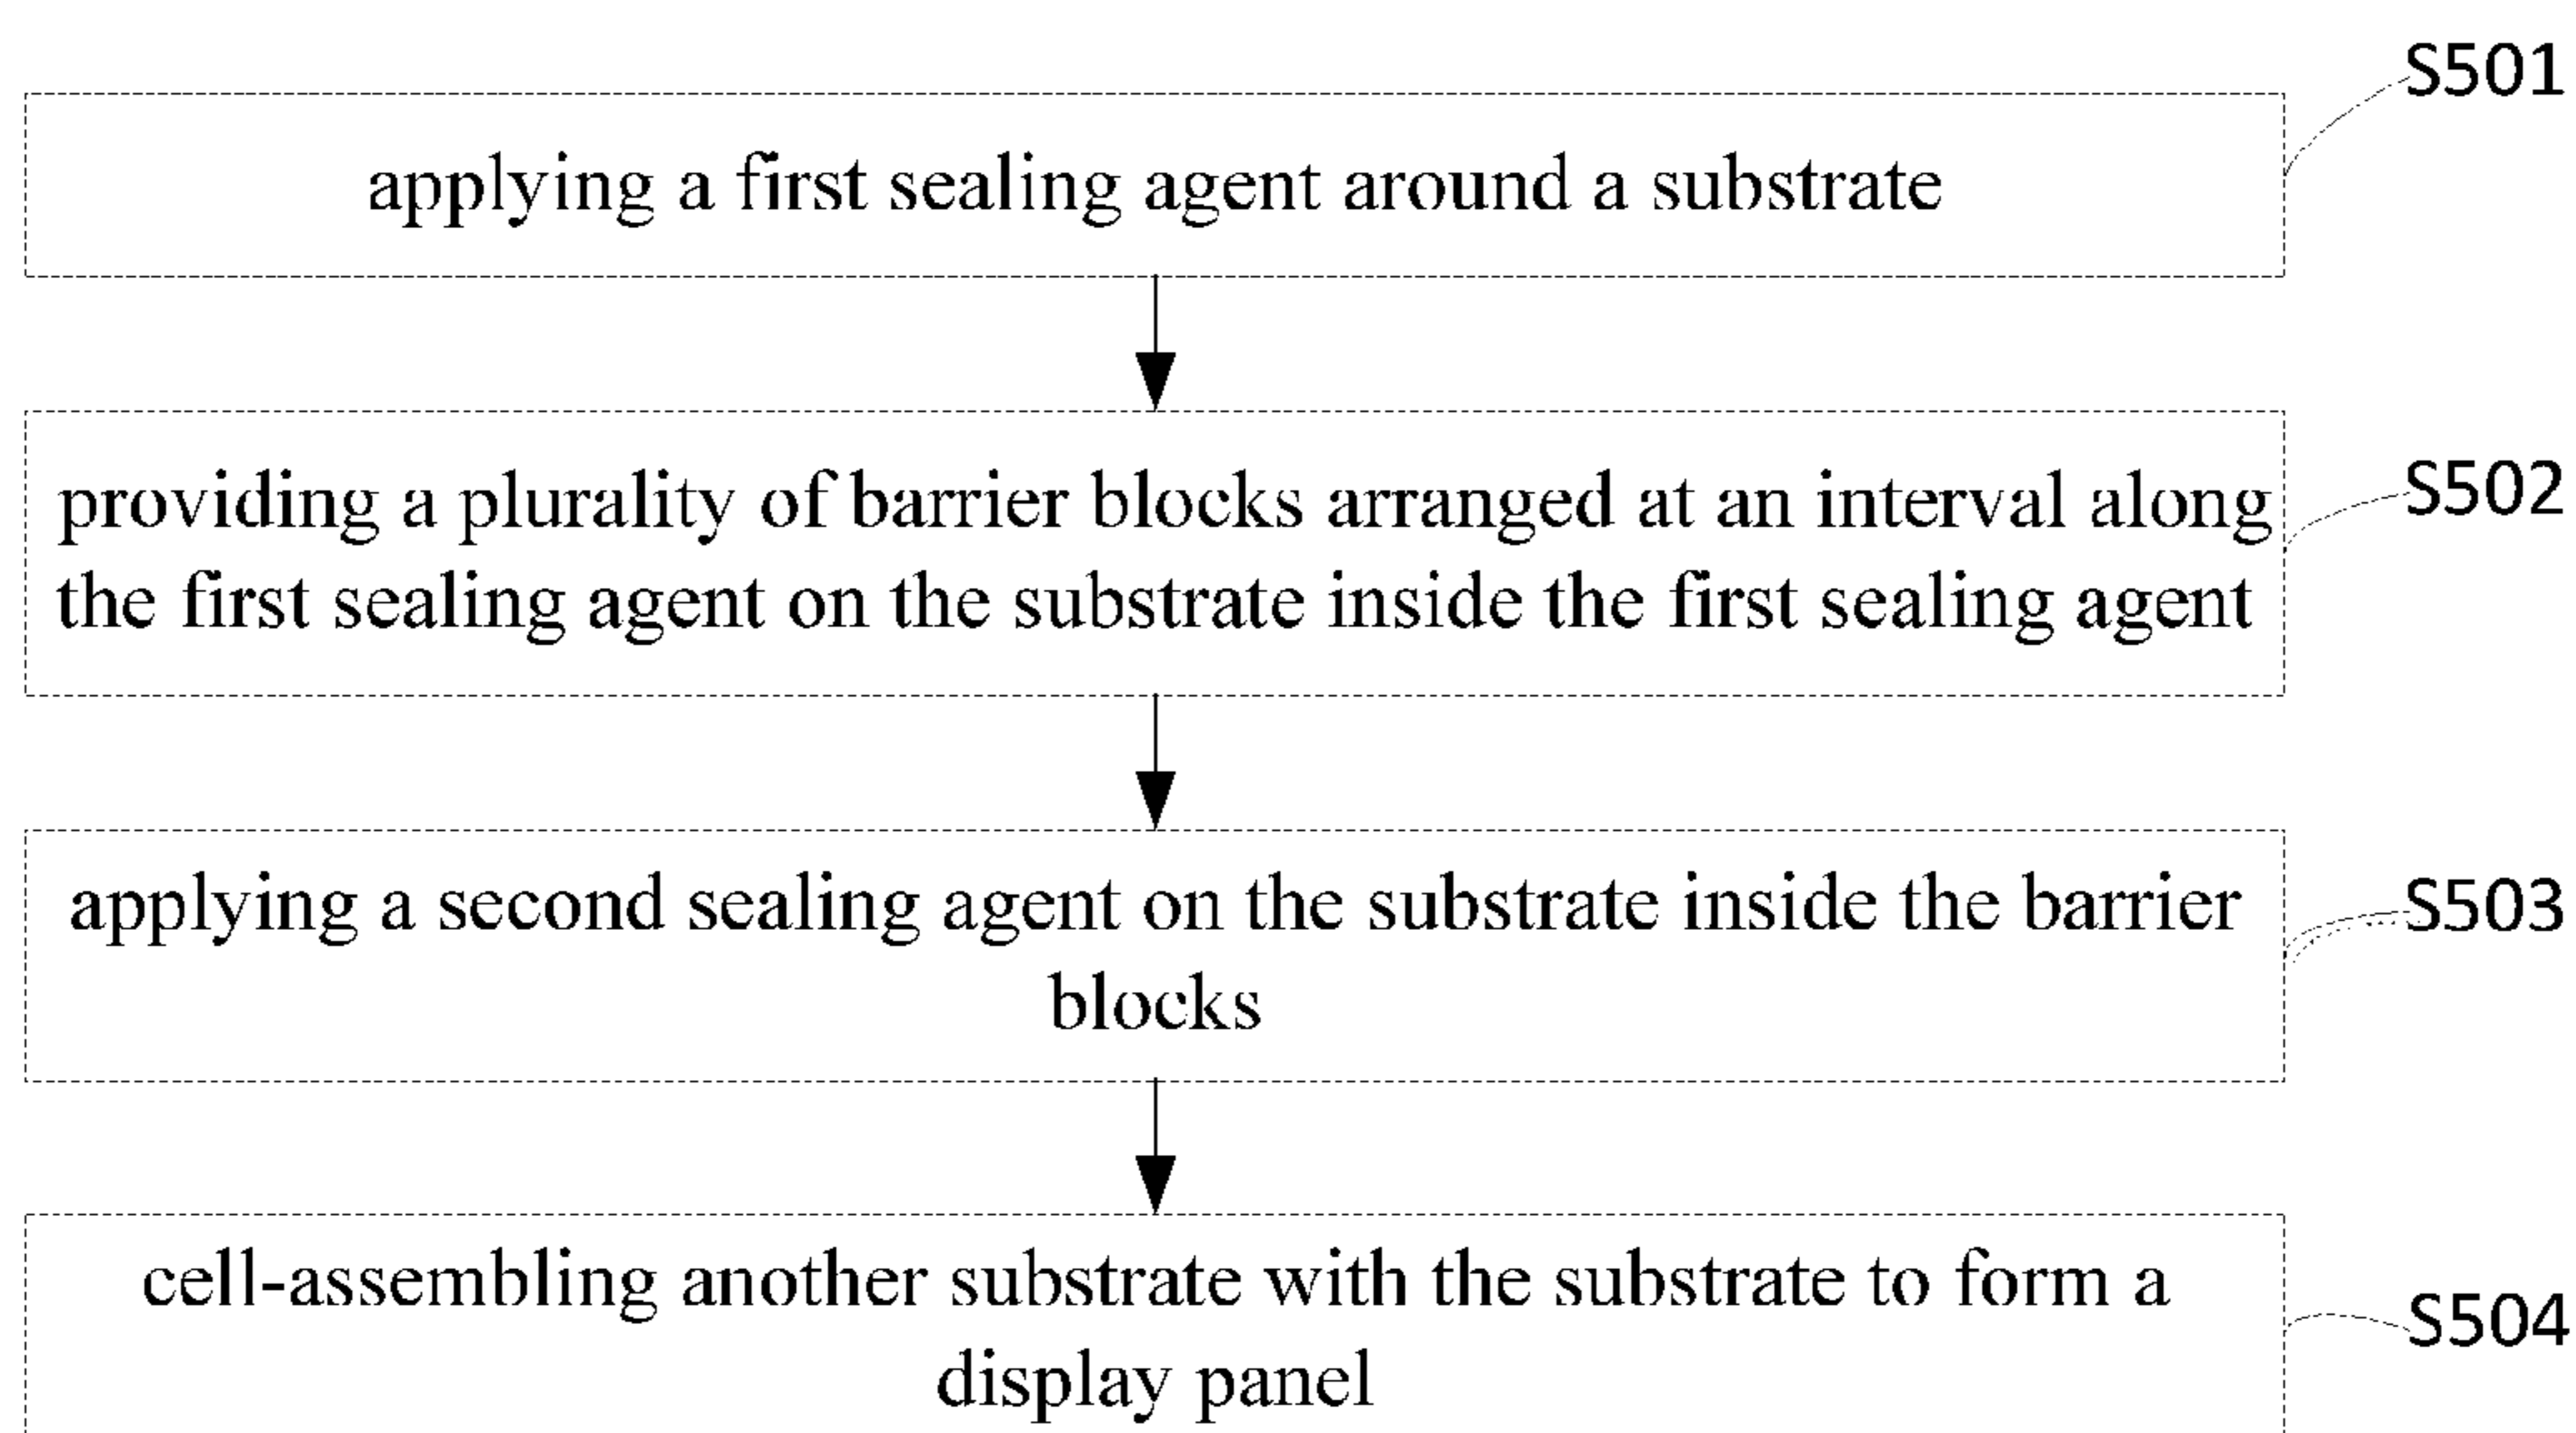 S501
applying a first sealing agent around a substrate
providing a plurality of barrier blocks arranged at an interval along
the first sealing agent on the substrate inside the first sealing agent
S502
applying a second sealing agent on the substrate inside the barrier
blocks
S503
cell-assembling another substrate with the substrate to form a
display panel
S504